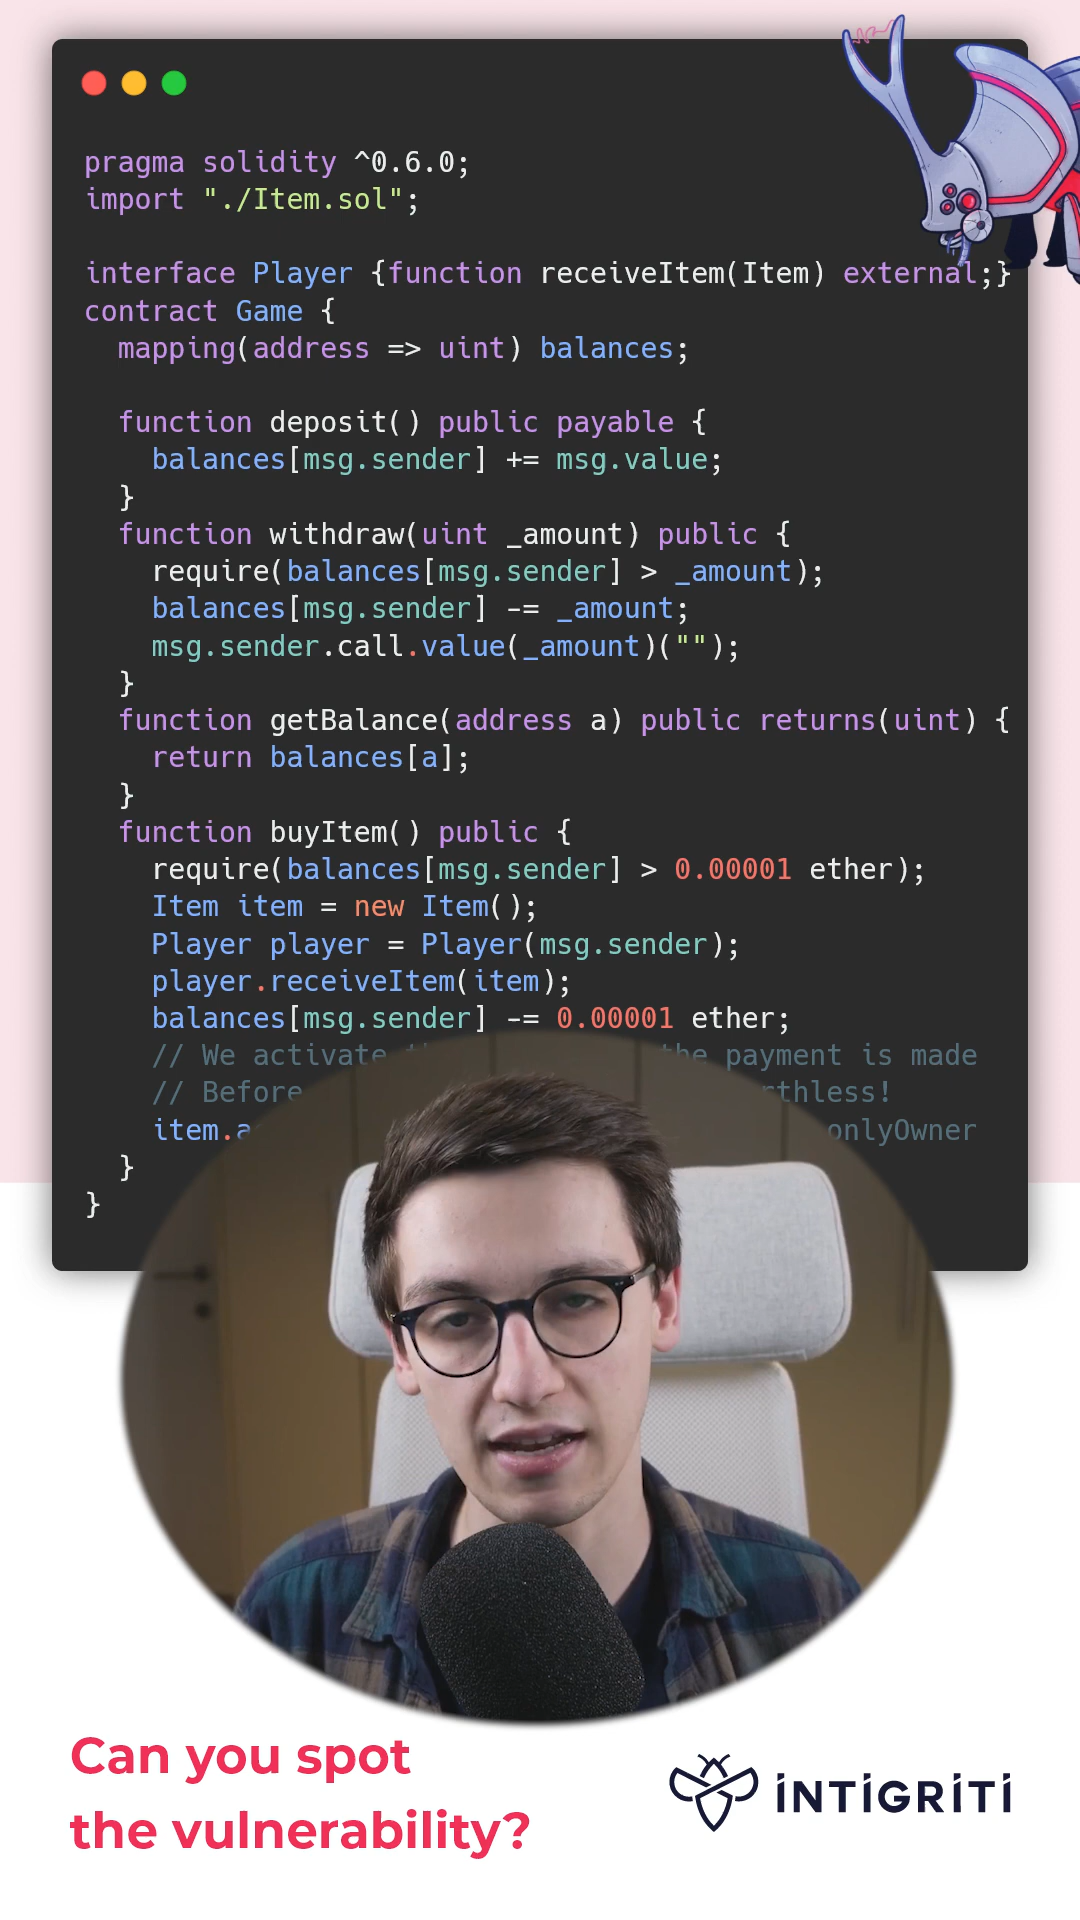 pragma solidity ^0.6.0;
import "./Item.sol";
interface Player {function receiveItem(Item) external;}
contract Game {
mapping(address => uint) balances;
function deposit() public payable {
balances[msg.sender] += msg.value;
}
function withdraw(uint _amount) public {
require(balances[msg.sender] > _amount);
balances[msg.sender] -= _amount;
msg.sender.call.value(_amount)("");
}
function getBalance(address a) public returns(uint) {
return balances[a];
}
function buyItem() public {
require(balances[msg.sender] > 0.00001 ether);
Item item = new Item();
Player player = Player(msg.sender);
player.receiveItem(item);
balances[msg.sender] -= 0.00001 ether;
// We activate the payment is made
// Before
item. onlyOwner
}
}
Can you spot
the vulnerability?
INTIGRITI